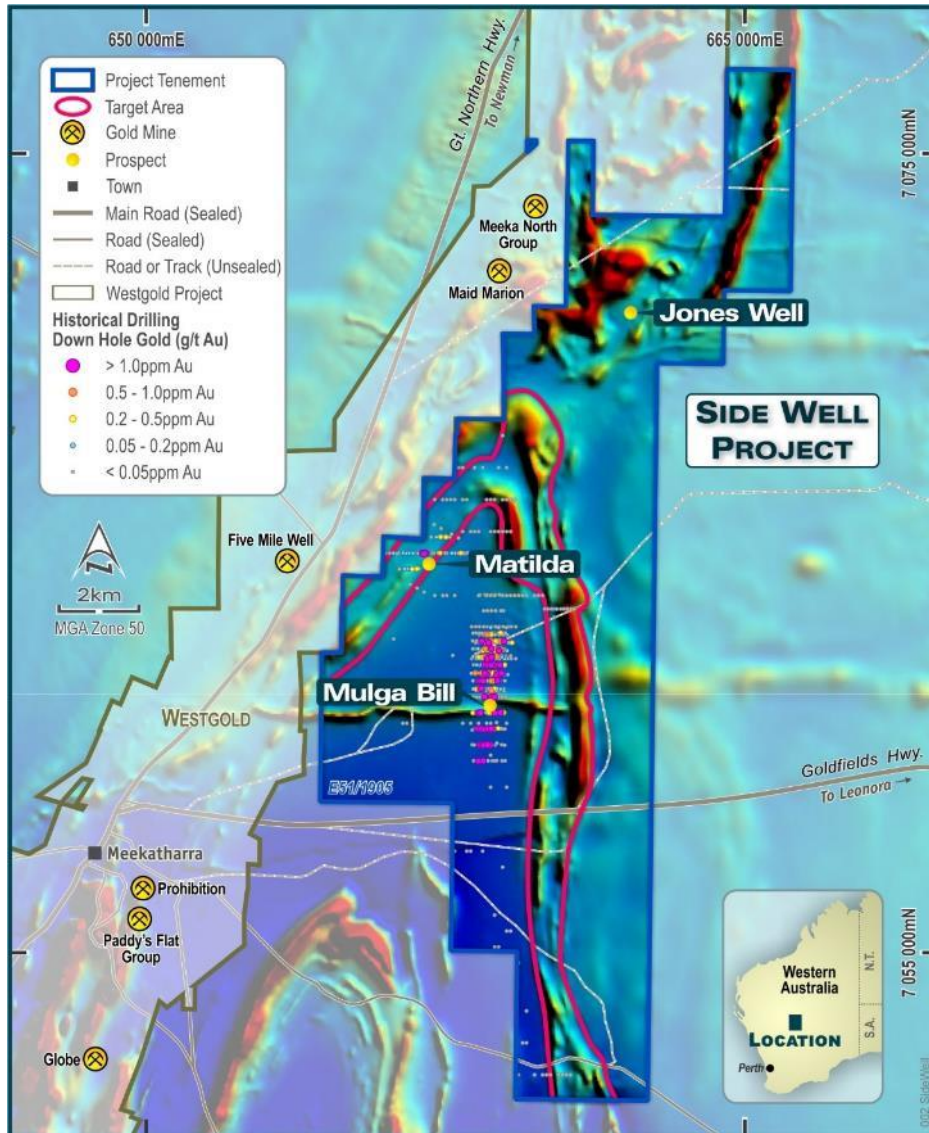 650 000mE
665 000mE
Project Tenement
Target Area
Gold Mine
Prospect
Town
Main Road (Sealed)
Road (Sealed)
Road or Track (Unsealed)
Westgold Project
Historical Drilling
Down Hole Gold (g/t Au)
> 1.0ppm Au
0.5 - 1.0ppm Au
0.2 - 0.5ppm Au
0.05 - 0.2ppm Au
< 0.05ppm Au
Gt. Northern Hwy.
To Newman
7 075 000mN
Meeka North
Group
Maid Marion
Jones Well
SIDE WELL
PROJECT
Five Mile Well
Matilda
2km
MGA Zone 50
Mulga Bill
WESTGOLD
E51/1905
Goldfields Hwy.
To Leonora
Meekatharra
Prohibition
Paddy's Flat
Group
Globe
7 055 000mN
Western
Australia
N.T.
S.A.
LOCATION
Perth
002 SideWell